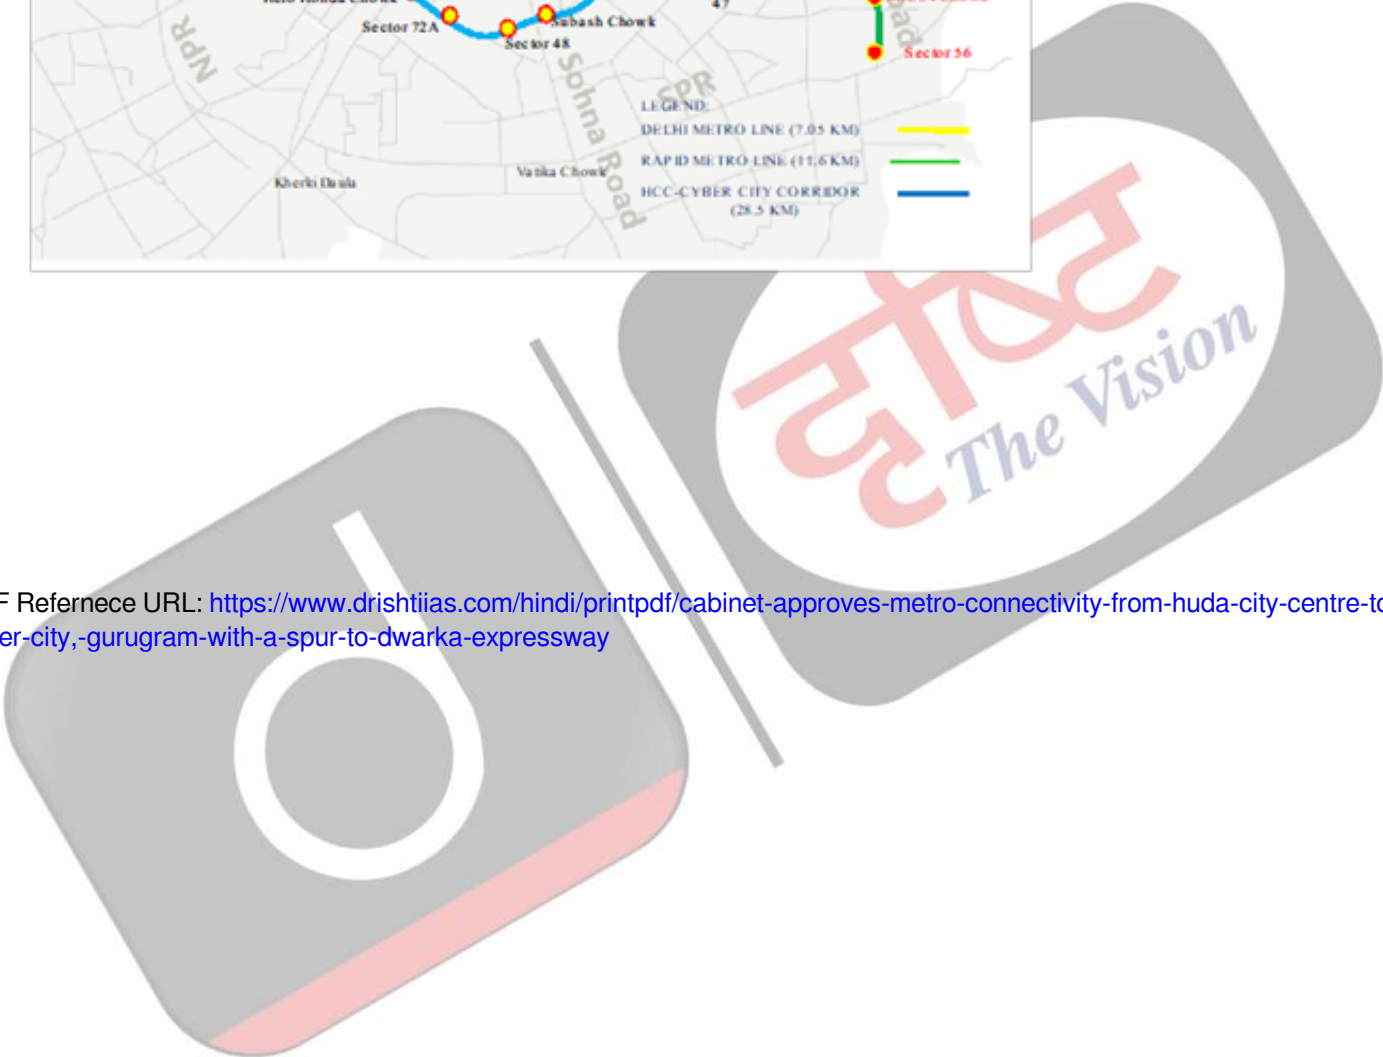 47
Sector 72A
Subash Chowk
Sector 48
Sector 56
NPR
Sohna Road
SPR
LEGEND:
DELHI METRO LINE (7.05 KM)
RAPID METRO LINE (11.6 KM)
HCC-CYBER CITY CORRIDOR
(28.5 KM)
Vatika Chowk
Kherki Daula
दृष्टि
The Vision
d
F Refernece URL: https://www.drishtiias.com/hindi/printpdf/cabinet-approves-metro-connectivity-from-huda-city-centre-to
er-city,-gurugram-with-a-spur-to-dwarka-expressway